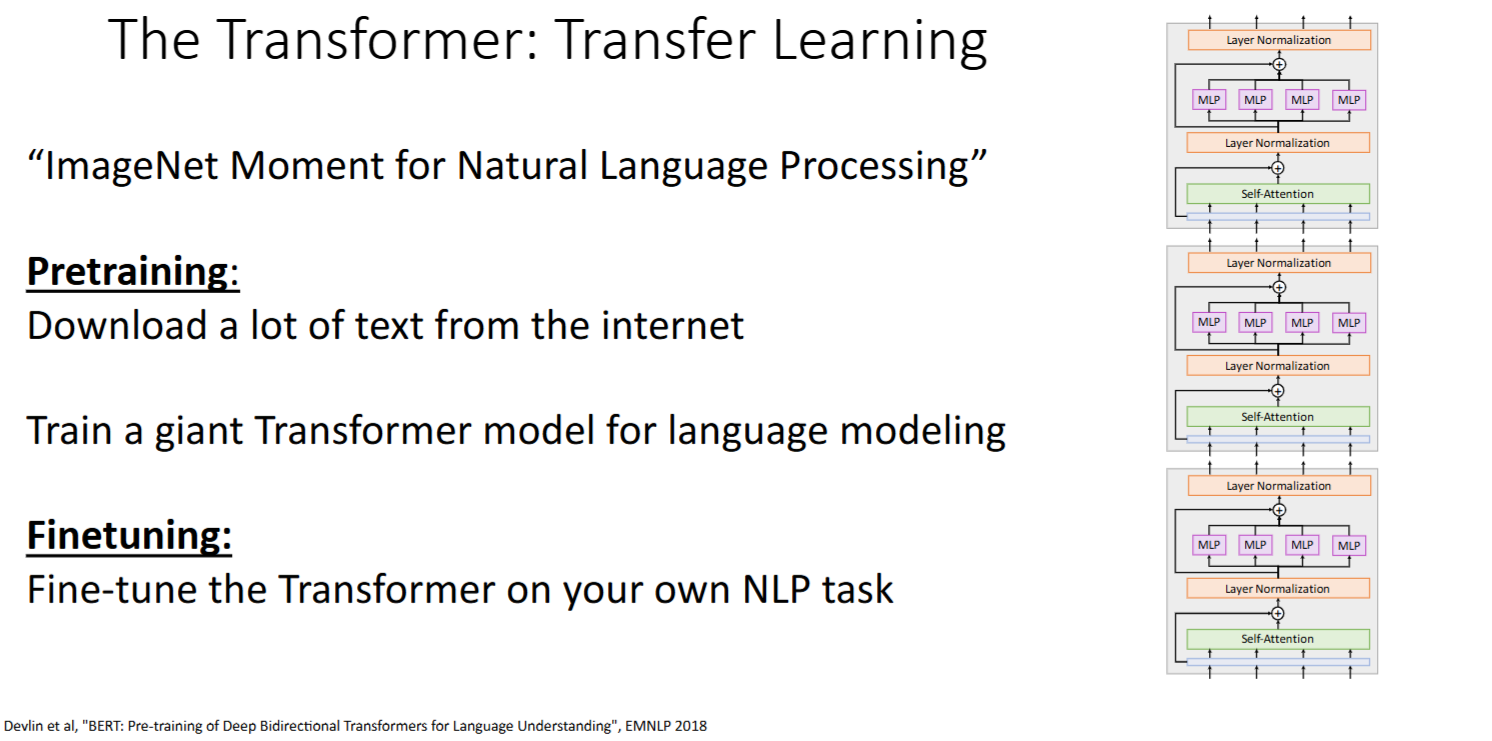 The Transformer: Transfer Learning
“ImageNet Moment for Natural Language Processing”
Pretraining:
Download a lot of text from the internet
Train a giant Transformer model for language modeling
Finetuning:
Fine-tune the Transformer on your own NLP task
Devlin et al, "BERT: Pre-training of Deep Bidirectional Transformers for Language Understanding", EMNLP 2018
Layer Normalization
+
MLP MLP MLP MLP
Layer Normalization
+
Self-Attention
Layer Normalization
+
MLP MLP MLP MLP
Layer Normalization
+
Self-Attention
Layer Normalization
+
MLP MLP MLP MLP
Layer Normalization
+
Self-Attention